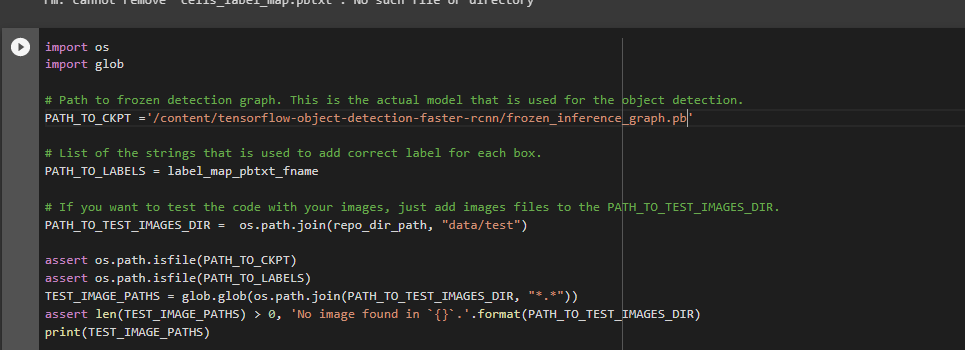 rm: cannot remove 'cells_label_map.pbtxt': No such file or directory
import os
import glob
# Path to frozen detection graph. This is the actual model that is used for the object detection.
PATH_TO_CKPT ='/content/tensorflow-object-detection-faster-rcnn/frozen_inference_graph.pb'
# List of the strings that is used to add correct label for each box.
PATH_TO_LABELS = label_map_pbtxt_fname
# If you want to test the code with your images, just add images files to the PATH_TO_TEST_IMAGES_DIR.
PATH_TO_TEST_IMAGES_DIR =  os.path.join(repo_dir_path, "data/test")
assert os.path.isfile(PATH_TO_CKPT)
assert os.path.isfile(PATH_TO_LABELS)
TEST_IMAGE_PATHS = glob.glob(os.path.join(PATH_TO_TEST_IMAGES_DIR, "*.*"))
assert len(TEST_IMAGE_PATHS) > 0, 'No image found in `{}`.'.format(PATH_TO_TEST_IMAGES_DIR)
print(TEST_IMAGE_PATHS)